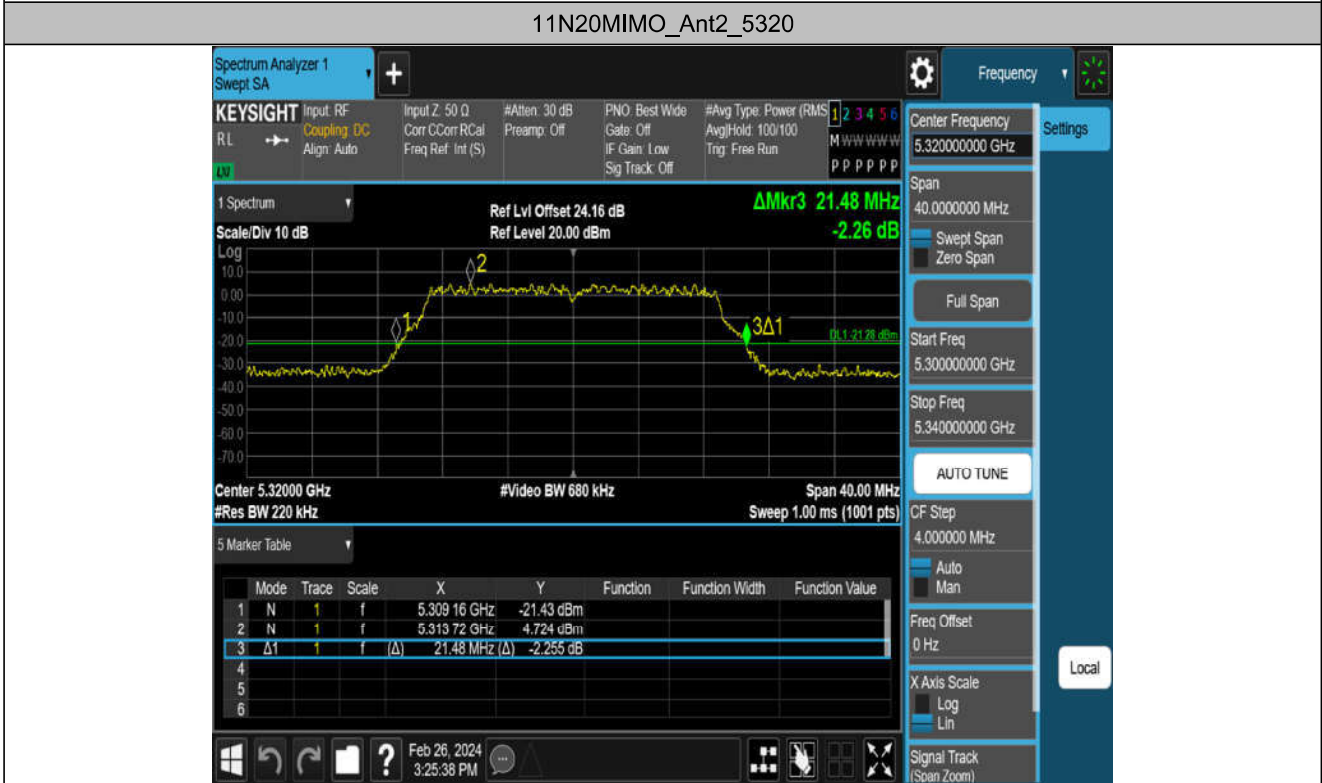 11N20MIMO_Ant2_5320
Spectrum Analyzer 1
Swept SA
+
Frequency
KEYSIGHT
RL
LXI
Input: RF
Coupling: DC
Align: Auto
Input Z: 50 Ω
Corr CCorr RCal
Freq Ref: Int (S)
#Atten: 30 dB
Preamp: Off
PNO: Best Wide
Gate: Off
IF Gain: Low
Sig Track: Off
#Avg Type: Power (RMS
Avg|Hold: 100/100
Trig: Free Run
1 2 3 4 5 6
M W W W W W
P P P P P P
1 Spectrum
Scale/Div 10 dB
Ref Lvl Offset 24.16 dB
Ref Level 20.00 dBm
ΔMkr3 21.48 MHz
-2.26 dB
Log
10.0
0.00
-10.0
-20.0
-30.0
-40.0
-50.0
-60.0
-70.0
1
2
3Δ1
DL1 -21.28 dBm
Center 5.32000 GHz
#Res BW 220 kHz
#Video BW 680 kHz
Span 40.00 MHz
Sweep 1.00 ms (1001 pts)
5 Marker Table
Mode Trace Scale X Y Function Function Width Function Value
1 N 1 f 5.309 16 GHz -21.43 dBm
2 N 1 f 5.313 72 GHz 4.724 dBm
3 Δ1 1 f (Δ) 21.48 MHz (Δ) -2.255 dB
4
5
6
?
Feb 26, 2024
3:25:38 PM
Center Frequency
5.320000000 GHz
Settings
Span
40.0000000 MHz
Swept Span
Zero Span
Full Span
Start Freq
5.300000000 GHz
Stop Freq
5.340000000 GHz
AUTO TUNE
CF Step
4.000000 MHz
Auto
Man
Freq Offset
0 Hz
X Axis Scale
Log
Lin
Local
Signal Track
(Span Zoom)